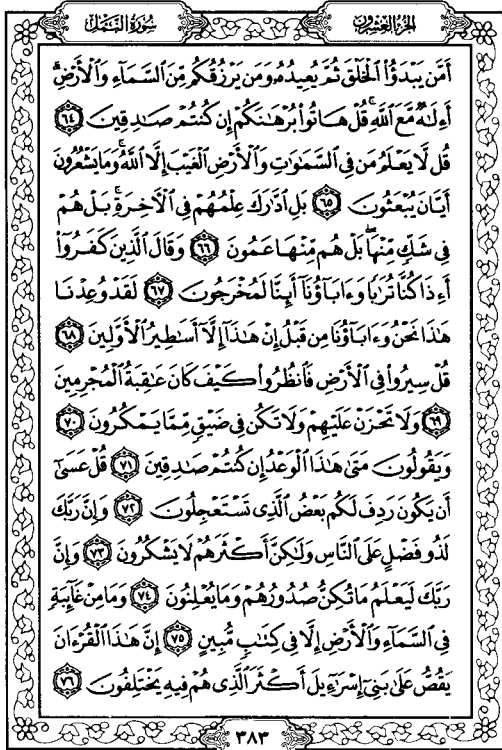 سُورَةُ النَّمْلِ
الجُزْءُ العِشْرُونَ
أَمَّن يَبْدَؤُا۟ ٱلْخَلْقَ ثُمَّ يُعِيدُهُۥ وَمَن يَرْزُقُكُم مِّنَ ٱلسَّمَآءِ وَٱلْأَرْضِ ۗ
أَءِلَـٰهٌ مَّعَ ٱللَّهِ ۚ قُلْ هَاتُوا۟ بُرْهَـٰنَكُمْ إِن كُنتُمْ صَـٰدِقِينَ ٦٤
قُل لَّا يَعْلَمُ مَن فِى ٱلسَّمَـٰوَٰتِ وَٱلْأَرْضِ ٱلْغَيْبَ إِلَّا ٱللَّهُ ۚ وَمَا يَشْعُرُونَ
أَيَّانَ يُبْعَثُونَ ٦٥ بَلِ ٱدَّٰرَكَ عِلْمُهُمْ فِى ٱلْـَٔاخِرَةِ ۚ بَلْ هُمْ
فِى شَكٍّ مِّنْهَا ۖ بَلْ هُم مِّنْهَا عَمُونَ ٦٦ وَقَالَ ٱلَّذِينَ كَفَرُوٓا۟
أَءِذَا كُنَّا تُرَٰبًا وَءَابَآؤُنَآ أَئِنَّا لَمُخْرَجُونَ ٦٧ لَقَدْ وُعِدْنَا
هَـٰذَا نَحْنُ وَءَابَآؤُنَا مِن قَبْلُ إِنْ هَـٰذَآ إِلَّآ أَسَـٰطِيرُ ٱلْأَوَّلِينَ ٦٨
قُلْ سِيرُوا۟ فِى ٱلْأَرْضِ فَٱنظُرُوا۟ كَيْفَ كَانَ عَـٰقِبَةُ ٱلْمُجْرِمِينَ
٦٩ وَلَا تَحْزَنْ عَلَيْهِمْ وَلَا تَكُن فِى ضَيْقٍ مِّمَّا يَمْكُرُونَ ٧٠
وَيَقُولُونَ مَتَىٰ هَـٰذَا ٱلْوَعْدُ إِن كُنتُمْ صَـٰدِقِينَ ٧١ قُلْ عَسَىٰٓ
أَن يَكُونَ رَدِفَ لَكُم بَعْضُ ٱلَّذِى تَسْتَعْجِلُونَ ٧٢ وَإِنَّ رَبَّكَ
لَذُو فَضْلٍ عَلَى ٱلنَّاسِ وَلَـٰكِنَّ أَكْثَرَهُمْ لَا يَشْكُرُونَ ٧٣ وَإِنَّ
رَبَّكَ لَيَعْلَمُ مَا تُكِنُّ صُدُورُهُمْ وَمَا يُعْلِنُونَ ٧٤ وَمَا مِنْ غَآئِبَةٍ
فِى ٱلسَّمَآءِ وَٱلْأَرْضِ إِلَّا فِى كِتَـٰبٍ مُّبِينٍ ٧٥ إِنَّ هَـٰذَا ٱلْقُرْءَانَ
يَقُصُّ عَلَىٰ بَنِىٓ إِسْرَٰٓءِيلَ أَكْثَرَ ٱلَّذِى هُمْ فِيهِ يَخْتَلِفُونَ ٧٦
٣٨٣